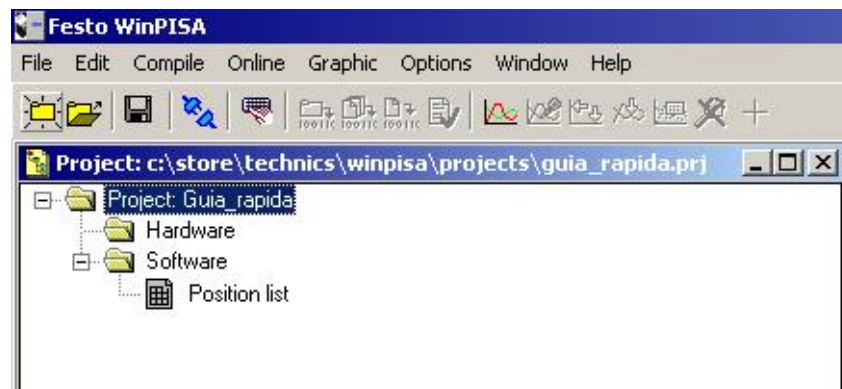 Festo WinPISA
File Edit Compile Online Graphic Options Window Help
Project: c:\store\technics\winpisa\projects\guia_rapida.prj
Project: Guia_rapida
Hardware
Software
Position list